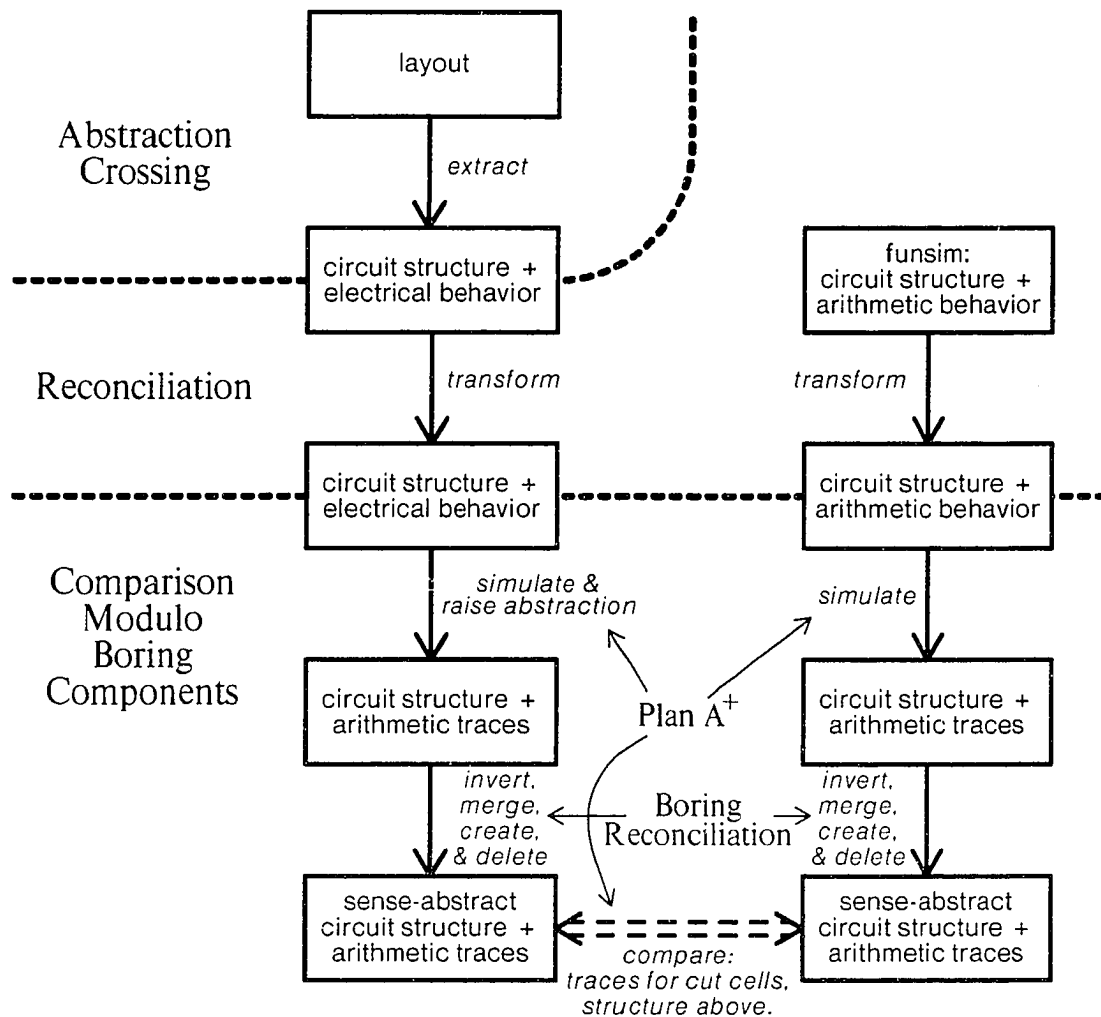 layout
Abstraction
Crossing
extract
circuit structure +
electrical behavior
funsim:
circuit structure +
arithmetic behavior
Reconciliation
transform
transform
circuit structure +
electrical behavior
circuit structure +
arithmetic behavior
Comparison
Modulo
Boring
Components
simulate &
raise abstraction
simulate
circuit structure +
arithmetic traces
Plan A+
circuit structure +
arithmetic traces
invert,
merge,
create,
& delete
Boring
Reconciliation
invert,
merge,
create,
& delete
sense-abstract
circuit structure +
arithmetic traces
sense-abstract
circuit structure +
arithmetic traces
compare:
traces for cut cells,
structure above.